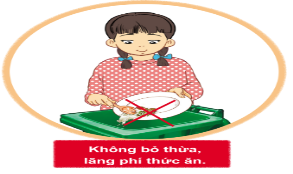 Không bỏ thừa,
lãng phí thức ăn.